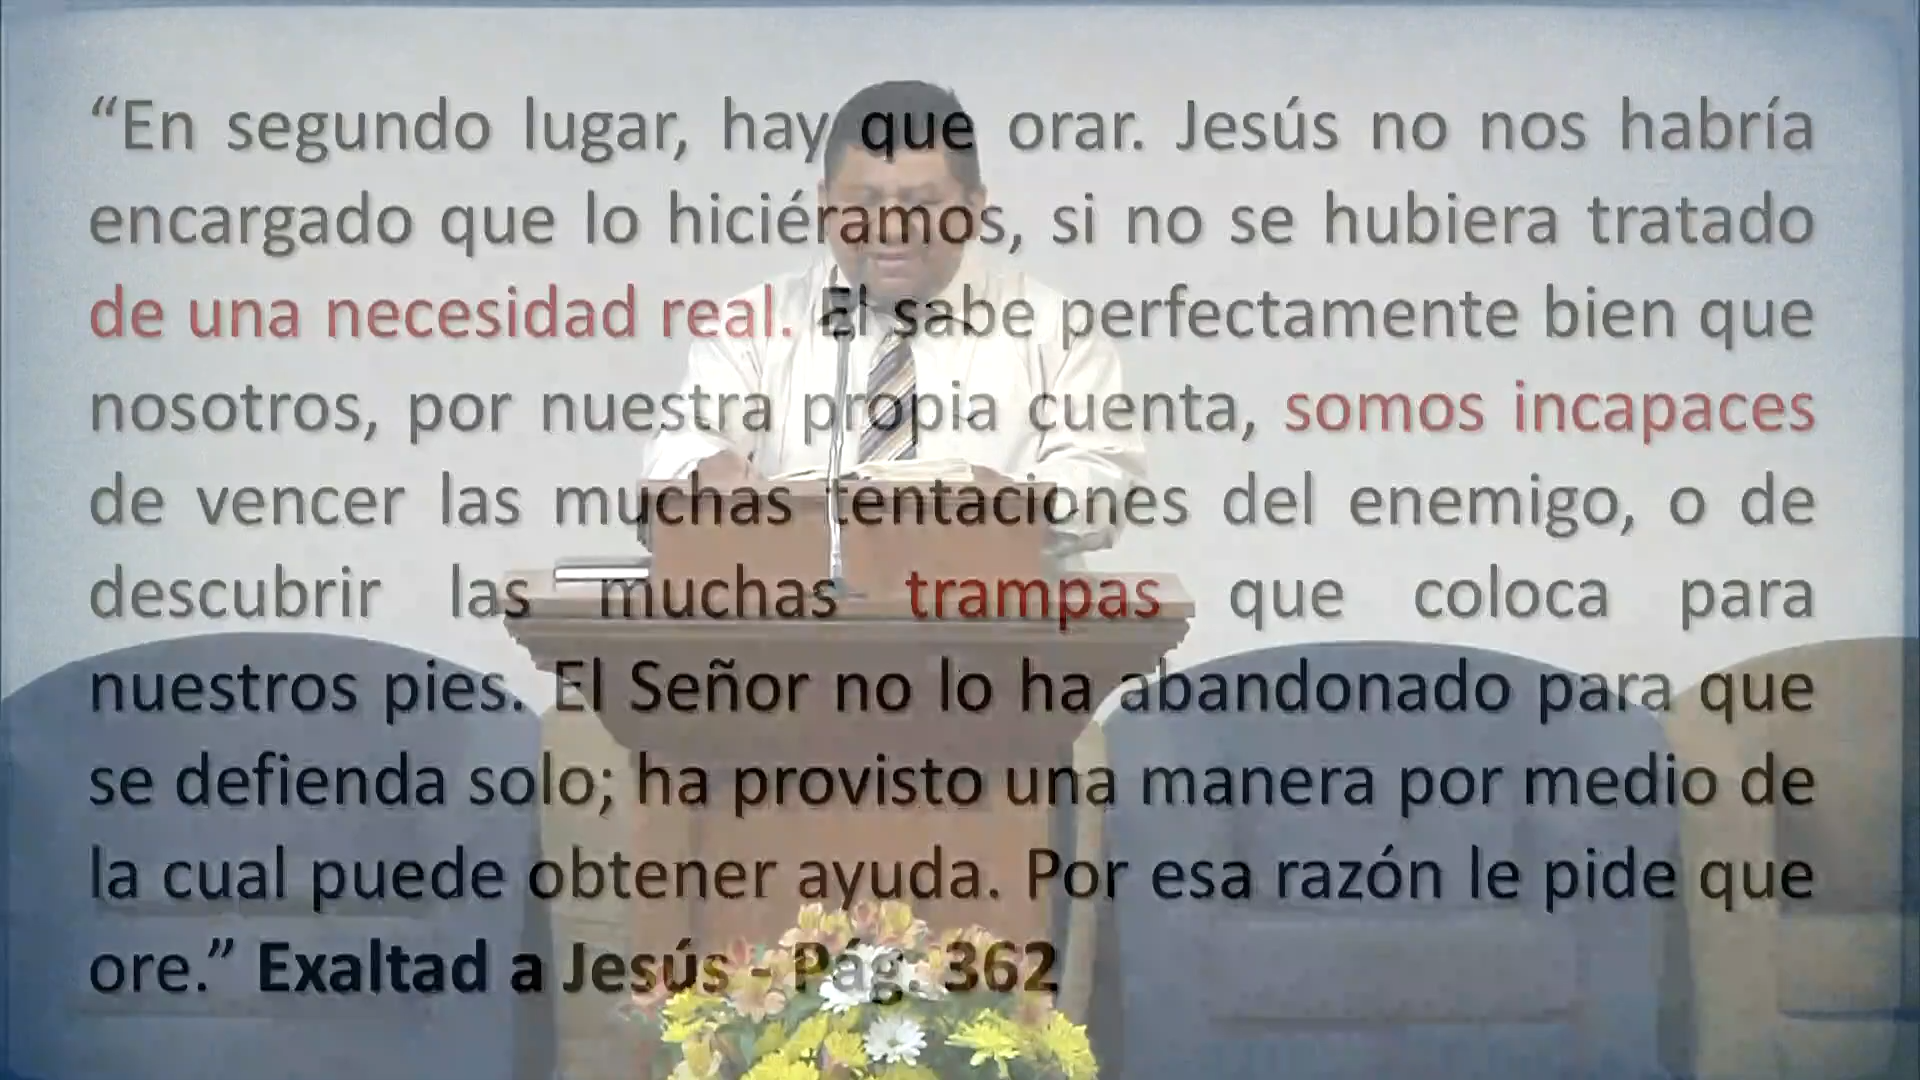 “En segundo lugar, hay que orar. Jesús no nos habría
encargado que lo hiciéramos, si no se hubiera tratado
de una necesidad real. El sabe perfectamente bien que
nosotros, por nuestra propia cuenta, somos incapaces
de vencer las muchas tentaciones del enemigo, o de
descubrir las muchas trampas que coloca para
nuestros pies. El Señor no lo ha abandonado para que
se defienda solo; ha provisto una manera por medio de
la cual puede obtener ayuda. Por esa razón le pide que
ore.” Exaltad a Jesús - Pág. 362